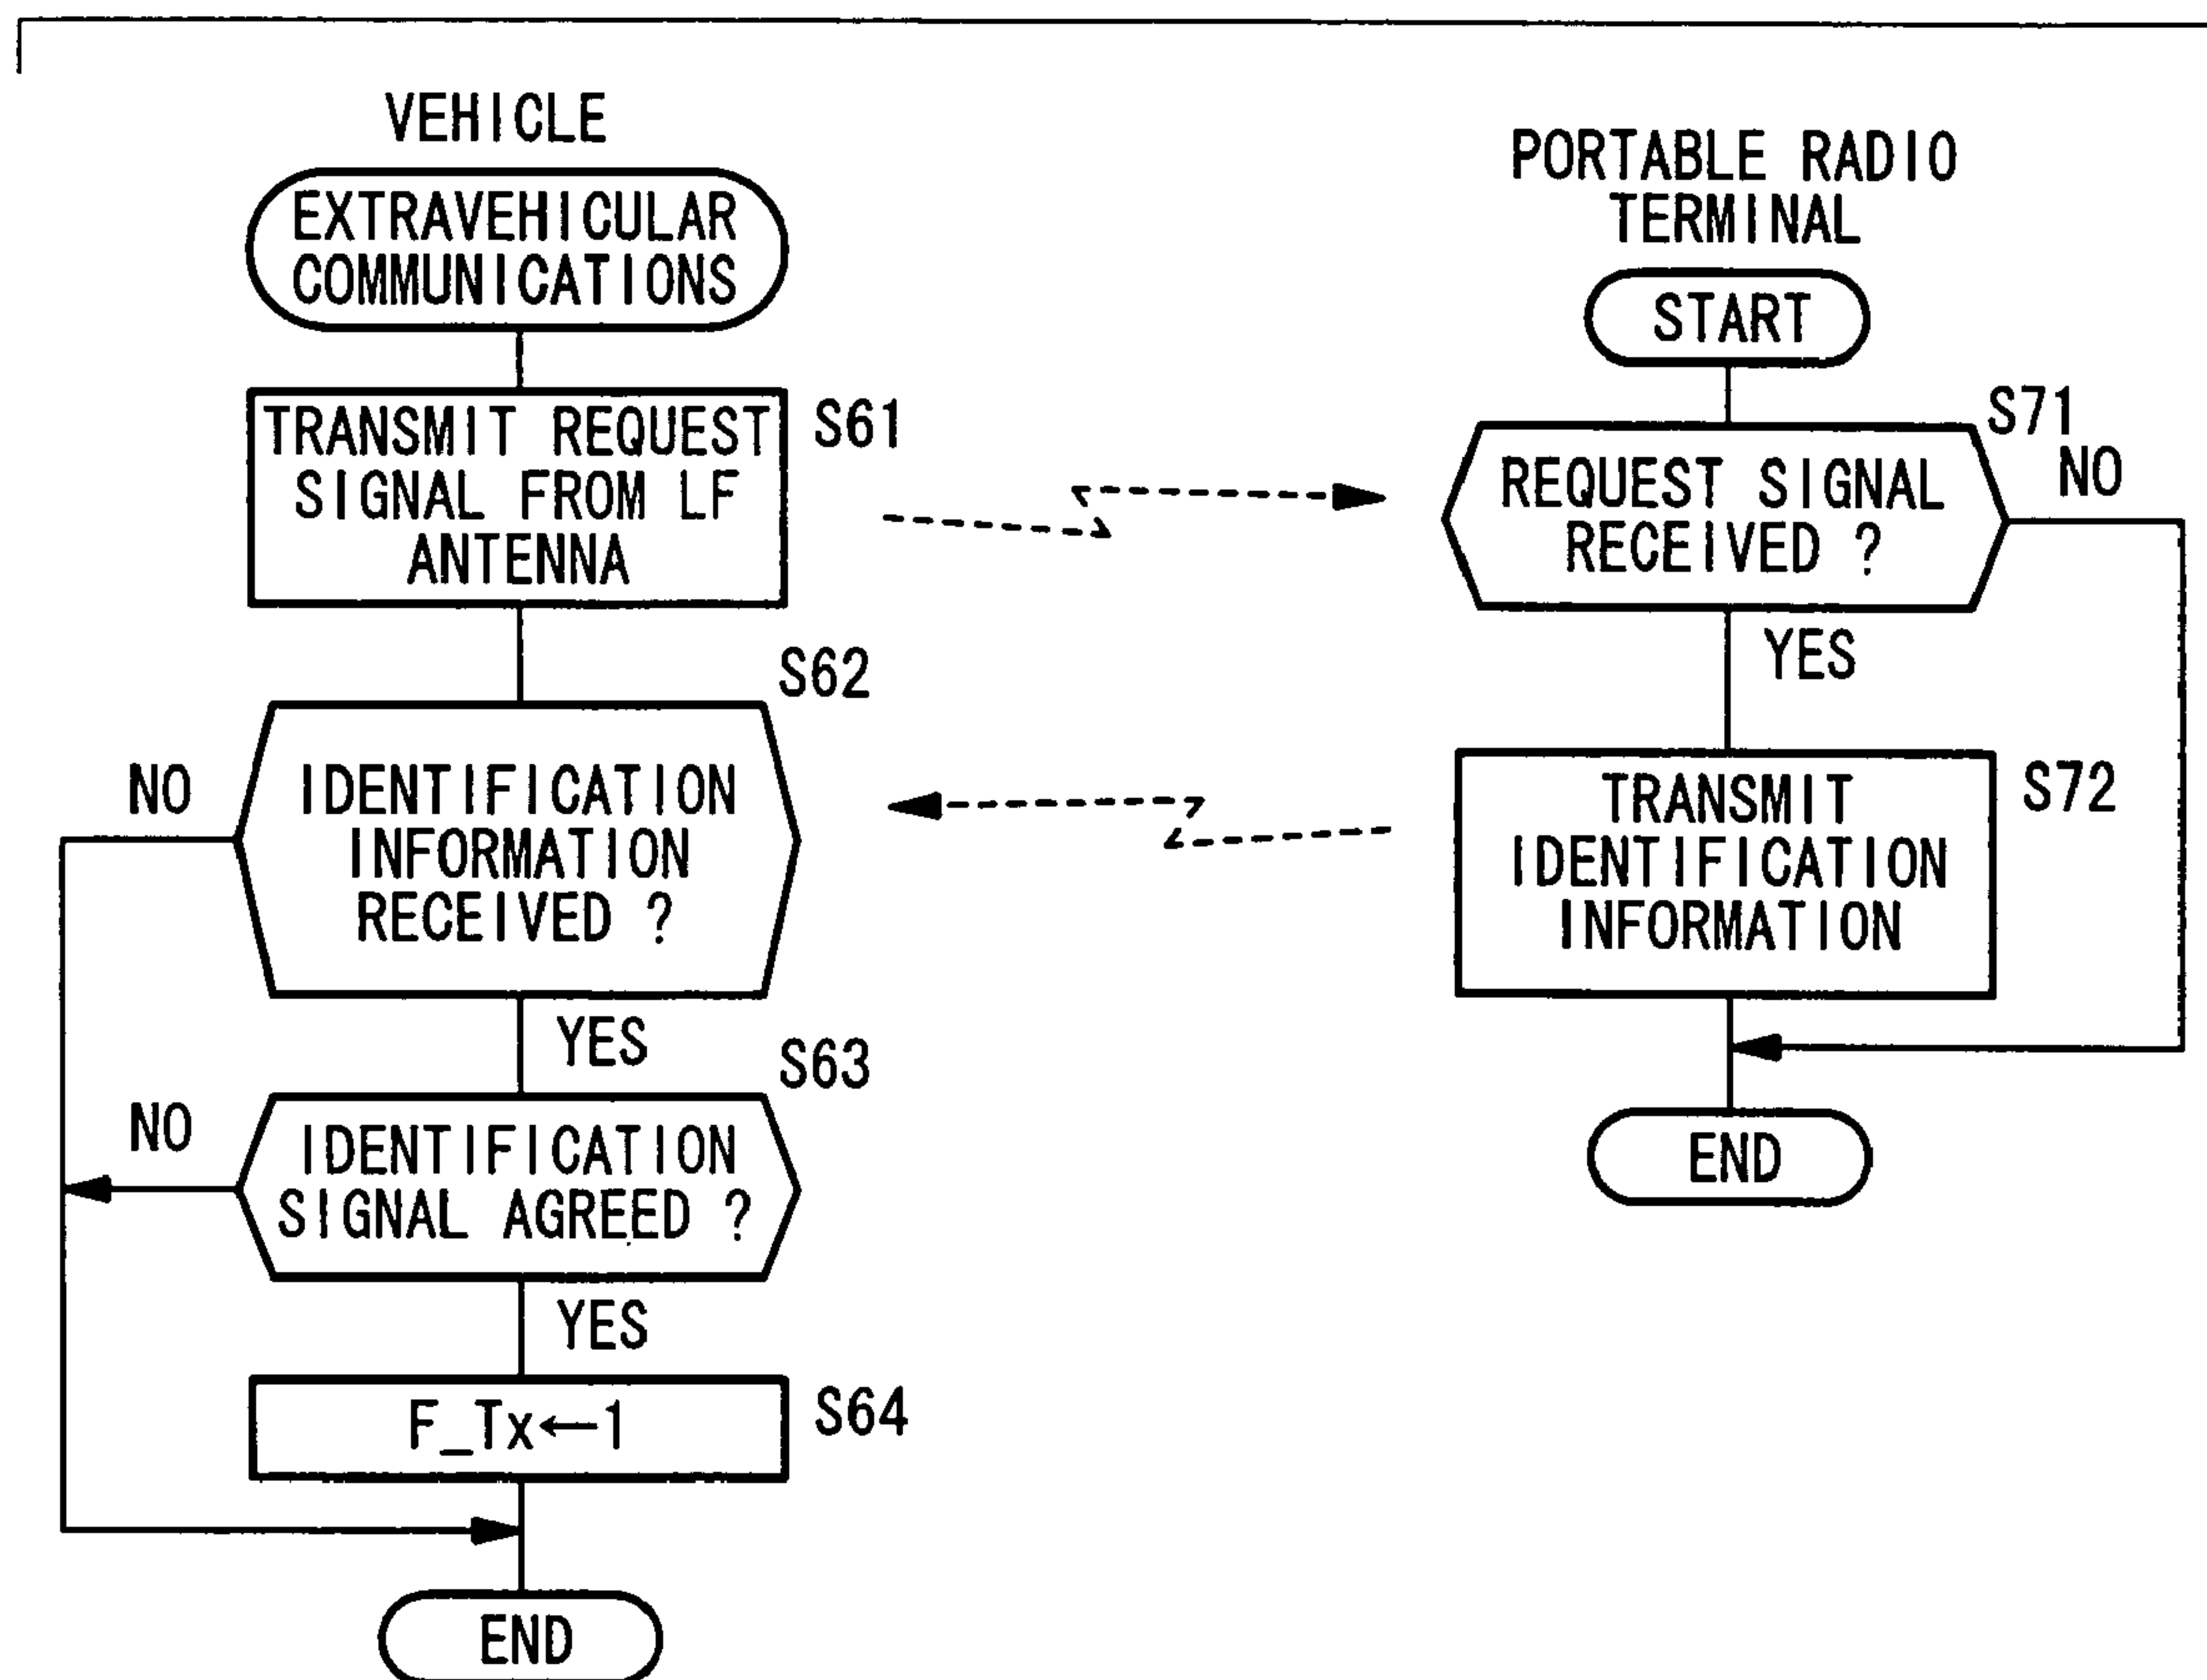 VEHICLE
EXTRAVEHICULAR
COMMUNICATIONS
TRANSMIT REQUEST
SIGNAL FROM LF
ANTENNA
S61
S62
NO
IDENTIFICATION
INFORMATION
RECEIVED ?
YES
S63
NO
IDENTIFICATION
SIGNAL AGREED ?
YES
F_Tx←1
S64
END
PORTABLE RADIO
TERMINAL
START
S71
REQUEST SIGNAL
RECEIVED ?
NO
YES
TRANSMIT
IDENTIFICATION
INFORMATION
S72
END